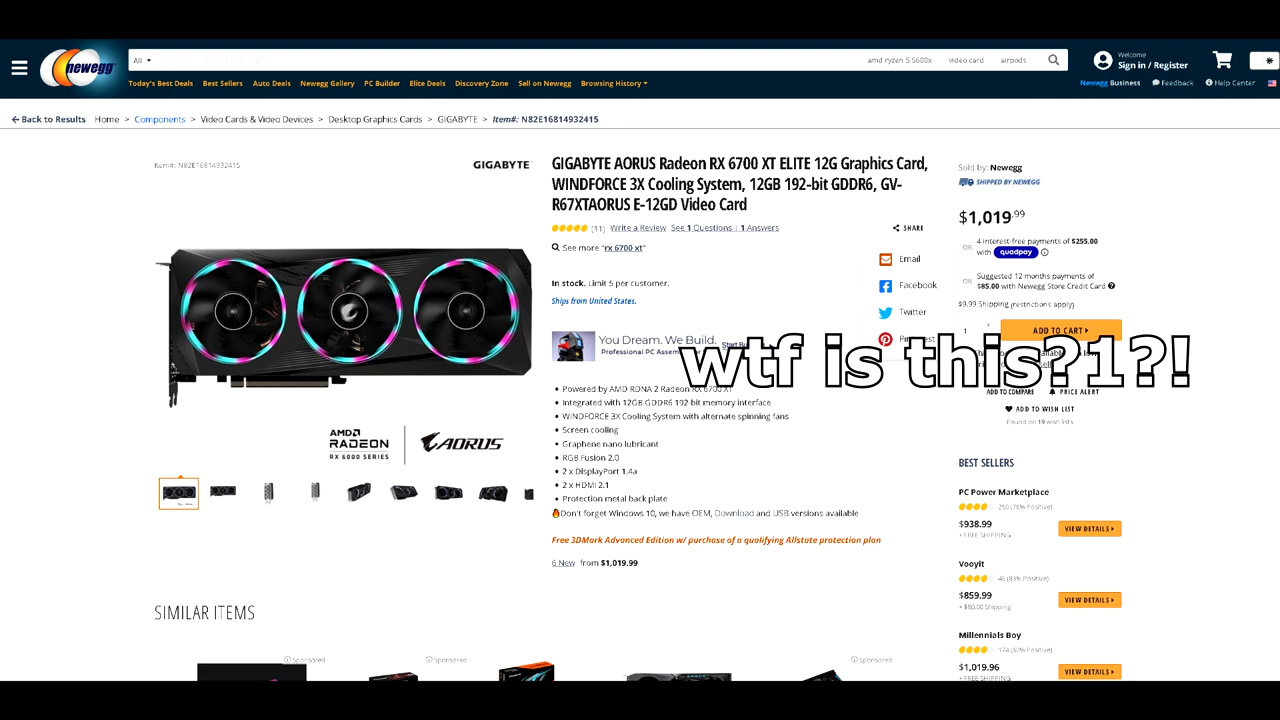 newegg
All
amd ryzen 5 5600x video card airpods
Welcome
Sign in / Register
Today's Best Deals Best Sellers Auto Deals Newegg Gallery PC Builder Elite Deals Discovery Zone Sell on Newegg Browsing History
Newegg Business Feedback Help Center
Back to Results Home > Components > Video Cards & Video Devices > Desktop Graphics Cards > GIGABYTE > Item#: N82E16814932415
Item#: N82E16814932415
GIGABYTE
GIGABYTE AORUS Radeon RX 6700 XT ELITE 12G Graphics Card,
WINDFORCE 3X Cooling System, 12GB 192-bit GDDR6, GV-
R67XTAORUS E-12GD Video Card
(11) Write a Review See 1 Questions | 1 Answers
SHARE
See more "rx 6700 xt"
Email
Facebook
Twitter
In stock. Limit 5 per customer.
Ships from United States.
You Dream. We Build.
Professional PC
wtf is this?1?!
• Powered by AMD RDNA 2 Radeon RX 6700 XT
• Integrated with 12GB GDDR6 192-bit memory interface
• WINDFORCE 3X Cooling System with alternate spinning fans
• Screen cooling
• Graphene nano lubricant
• RGB Fusion 2.0
• 2 x DisplayPort 1.4a
• 2 x HDMI 2.1
• Protection metal back plate
Don't forget Windows 10, we have OEM, Download and USB versions available
Free 3DMark Advanced Edition w/ purchase of a qualifying Allstate protection plan
6 New from $1,019.99
AMD
RADEON
RX 6000 SERIES
AORUS
Sold by: Newegg
SHIPPED BY NEWEGG
$1,019.99
OR 4 interest-free payments of $255.00
with quadpay
OR Suggested 12 months payments of
$85.00 with Newegg Store Credit Card
$9.99 Shipping (restrictions apply)
1
ADD TO CART
ADD TO COMPARE PRICE ALERT
ADD TO WISH LIST
Found on 19 wish lists
BEST SELLERS
PC Power Marketplace
250 (76% Positive)
$938.99
+ FREE SHIPPING
VIEW DETAILS
Vooyit
46 (83% Positive)
$859.99
+ $80.00 Shipping
VIEW DETAILS
Millennials Boy
174 (80% Positive)
$1,019.96
+ FREE SHIPPING
VIEW DETAILS
SIMILAR ITEMS
Sponsored
Sponsored
Sponsored